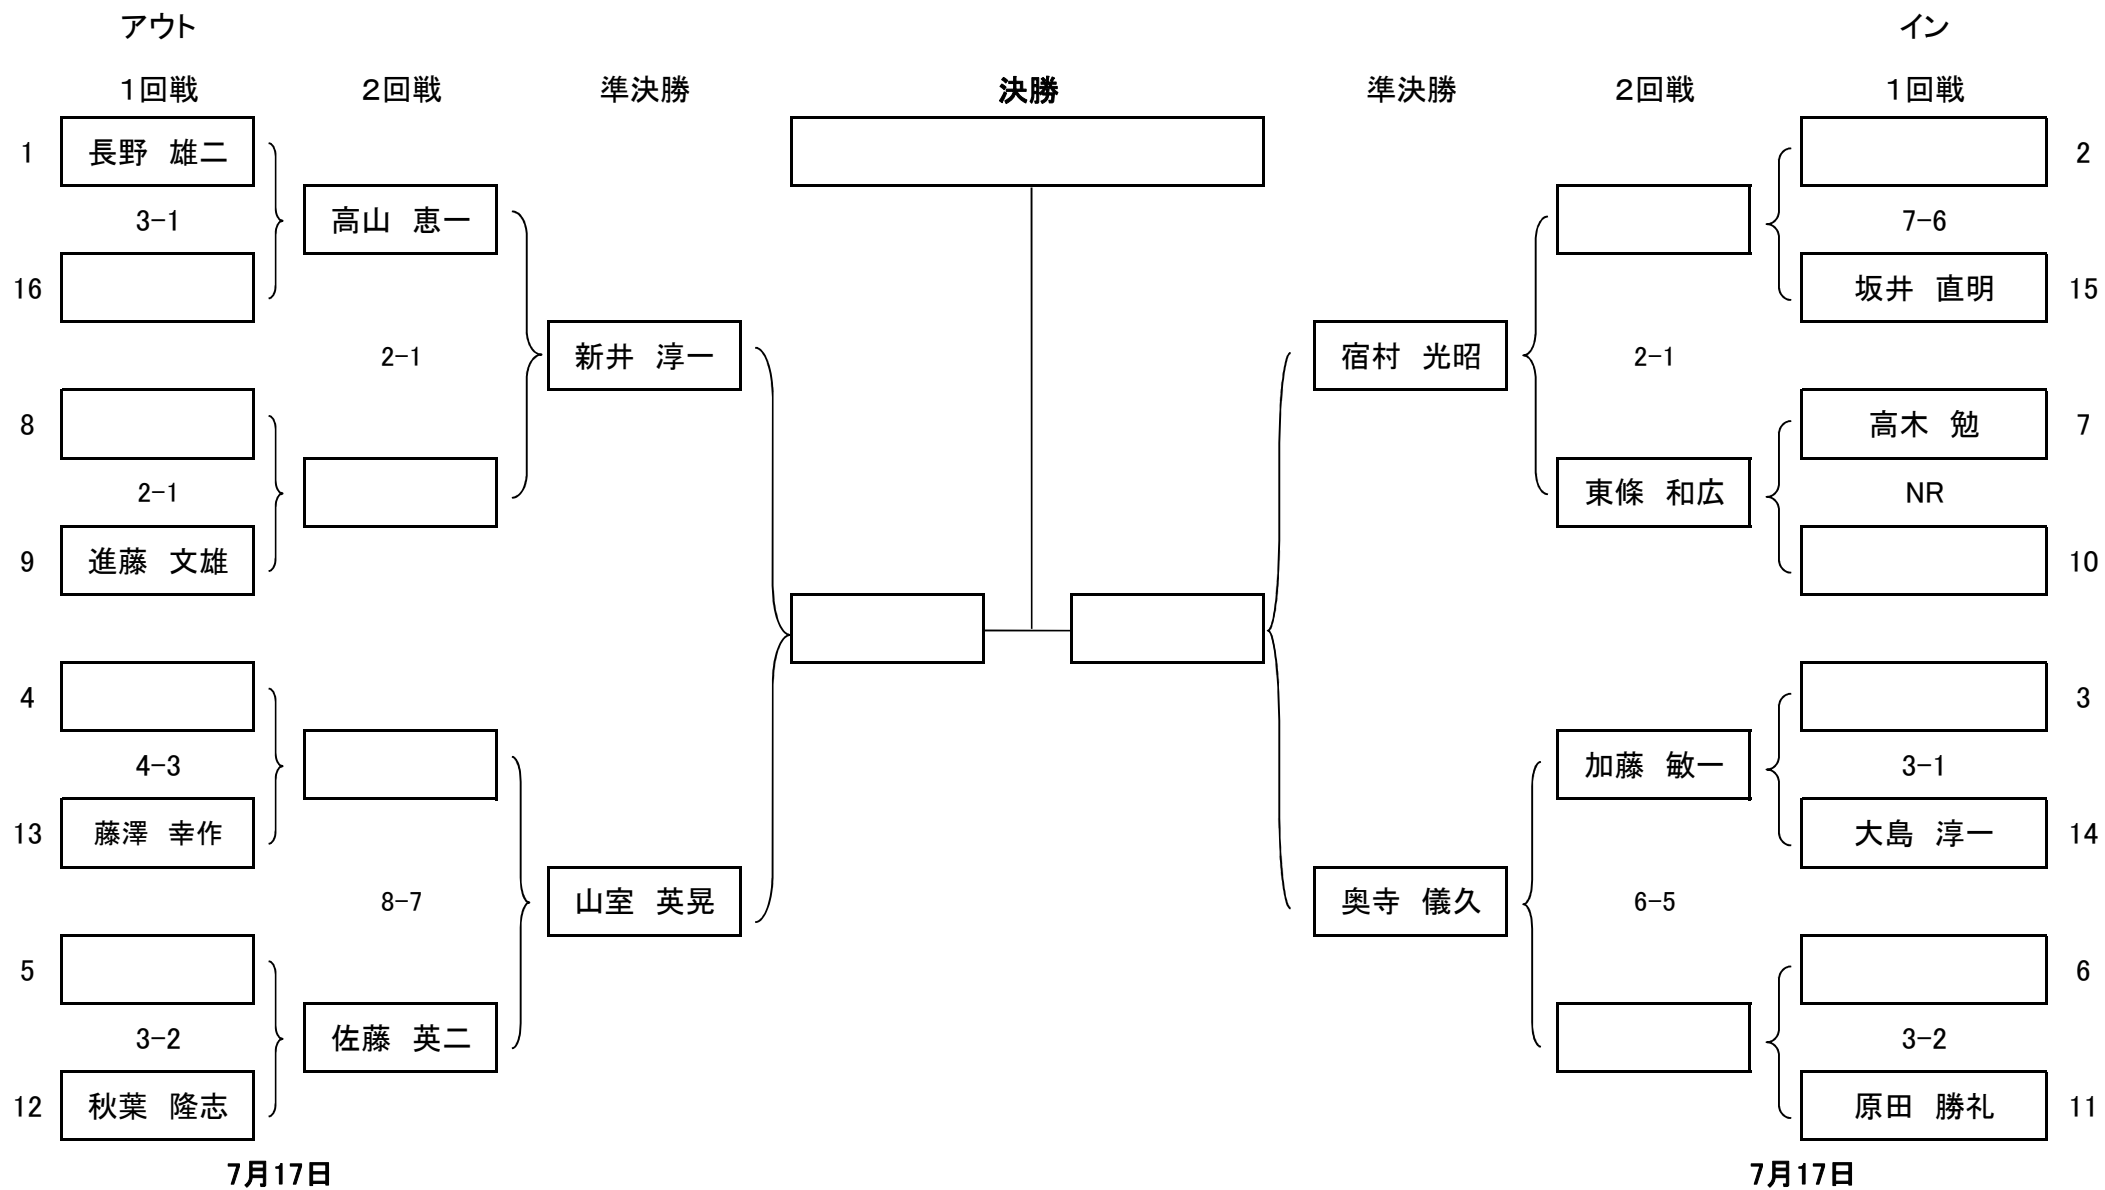 アウト イン
１回戦 ２回戦 準決勝 決勝 準決勝 ２回戦 １回戦
1 長野　雄二 2
3-1 高山　恵一 7-6
16 坂井　直明 15
2-1 新井　淳一 宿村　光昭 2-1
8 高木　勉 7
2-1 東條　和広 NR
9 進藤　文雄 10
4 3
4-3 加藤　敏一 3-1
13 藤澤　幸作 大島　淳一 14
8-7 山室　英晃 奥寺　儀久 6-5
5 6
3-2 佐藤　英二 3-2
12 秋葉　隆志 原田　勝礼 11
7月17日 7月17日